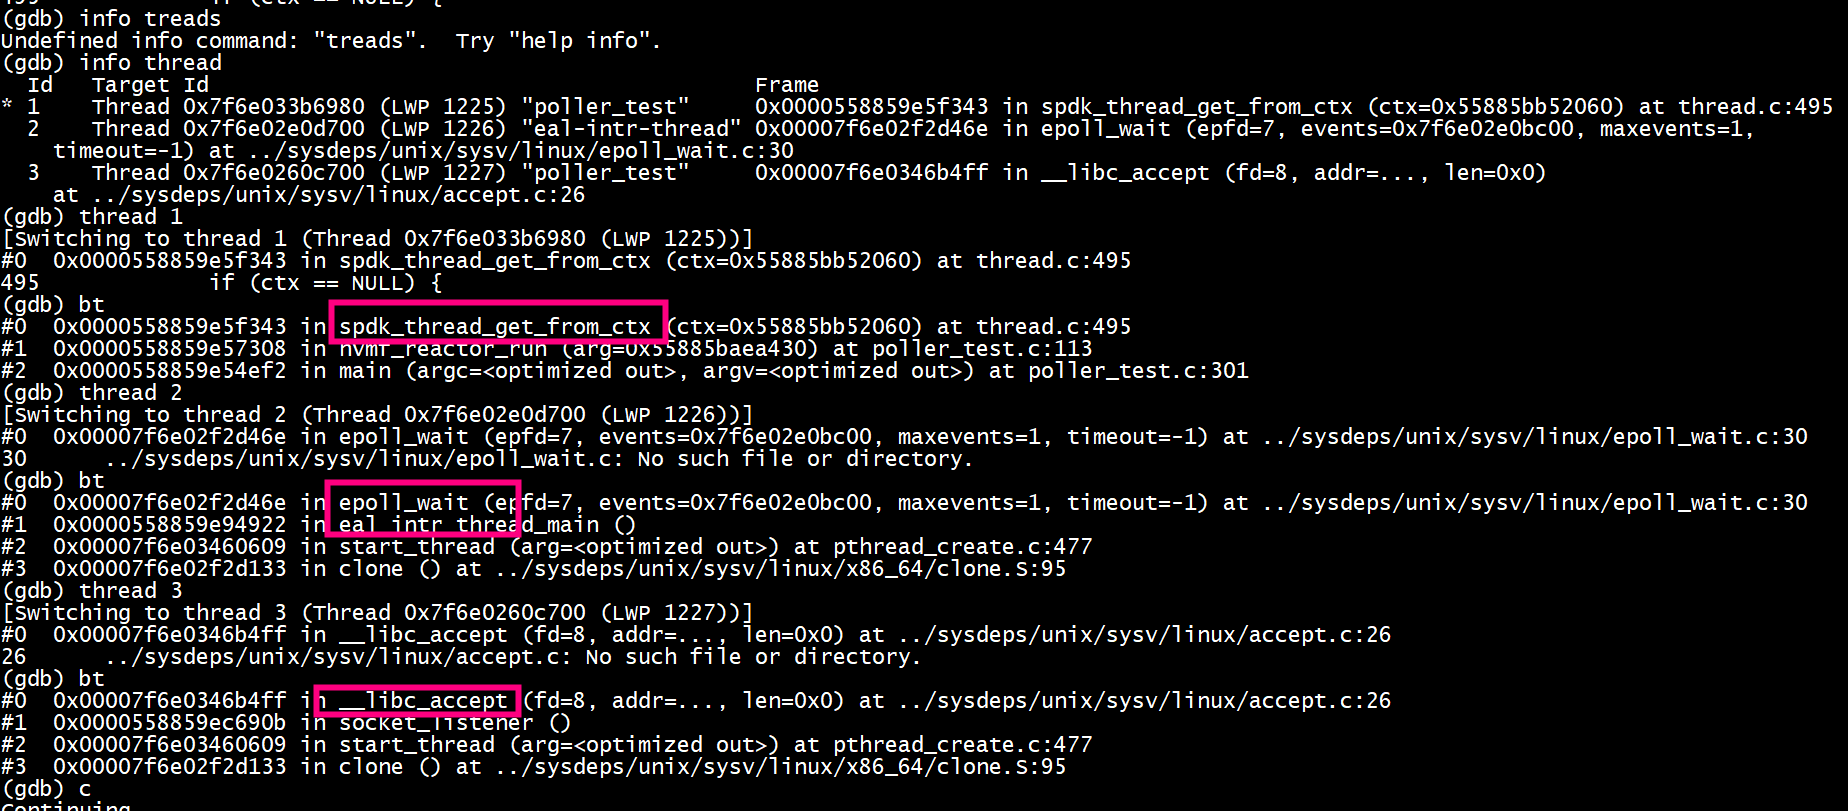 495             if (ctx == NULL) {
(gdb) info treads
Undefined info command: "treads".  Try "help info".
(gdb) info thread
  Id   Target Id                                          Frame
* 1    Thread 0x7f6e033b6980 (LWP 1225) "poller_test"     0x0000558859e5f343 in spdk_thread_get_from_ctx (ctx=0x55885bb52060) at thread.c:495
  2    Thread 0x7f6e02e0d700 (LWP 1226) "eal-intr-thread" 0x00007f6e02f2d46e in epoll_wait (epfd=7, events=0x7f6e02e0bc00, maxevents=1,
    timeout=-1) at ../sysdeps/unix/sysv/linux/epoll_wait.c:30
  3    Thread 0x7f6e0260c700 (LWP 1227) "poller_test"     0x00007f6e0346b4ff in __libc_accept (fd=8, addr=..., len=0x0)
    at ../sysdeps/unix/sysv/linux/accept.c:26
(gdb) thread 1
[Switching to thread 1 (Thread 0x7f6e033b6980 (LWP 1225))]
#0  0x0000558859e5f343 in spdk_thread_get_from_ctx (ctx=0x55885bb52060) at thread.c:495
495             if (ctx == NULL) {
(gdb) bt
#0  0x0000558859e5f343 in spdk_thread_get_from_ctx (ctx=0x55885bb52060) at thread.c:495
#1  0x0000558859e57308 in nvmf_reactor_run (arg=0x55885baea430) at poller_test.c:113
#2  0x0000558859e54ef2 in main (argc=<optimized out>, argv=<optimized out>) at poller_test.c:301
(gdb) thread 2
[Switching to thread 2 (Thread 0x7f6e02e0d700 (LWP 1226))]
#0  0x00007f6e02f2d46e in epoll_wait (epfd=7, events=0x7f6e02e0bc00, maxevents=1, timeout=-1) at ../sysdeps/unix/sysv/linux/epoll_wait.c:30
30      ../sysdeps/unix/sysv/linux/epoll_wait.c: No such file or directory.
(gdb) bt
#0  0x00007f6e02f2d46e in epoll_wait (epfd=7, events=0x7f6e02e0bc00, maxevents=1, timeout=-1) at ../sysdeps/unix/sysv/linux/epoll_wait.c:30
#1  0x0000558859e94922 in eal_intr_thread_main ()
#2  0x00007f6e03460609 in start_thread (arg=<optimized out>) at pthread_create.c:477
#3  0x00007f6e02f2d133 in clone () at ../sysdeps/unix/sysv/linux/x86_64/clone.S:95
(gdb) thread 3
[Switching to thread 3 (Thread 0x7f6e0260c700 (LWP 1227))]
#0  0x00007f6e0346b4ff in __libc_accept (fd=8, addr=..., len=0x0) at ../sysdeps/unix/sysv/linux/accept.c:26
26      ../sysdeps/unix/sysv/linux/accept.c: No such file or directory.
(gdb) bt
#0  0x00007f6e0346b4ff in __libc_accept (fd=8, addr=..., len=0x0) at ../sysdeps/unix/sysv/linux/accept.c:26
#1  0x0000558859ec690b in socket_listener ()
#2  0x00007f6e03460609 in start_thread (arg=<optimized out>) at pthread_create.c:477
#3  0x00007f6e02f2d133 in clone () at ../sysdeps/unix/sysv/linux/x86_64/clone.S:95
(gdb) c
Continuing